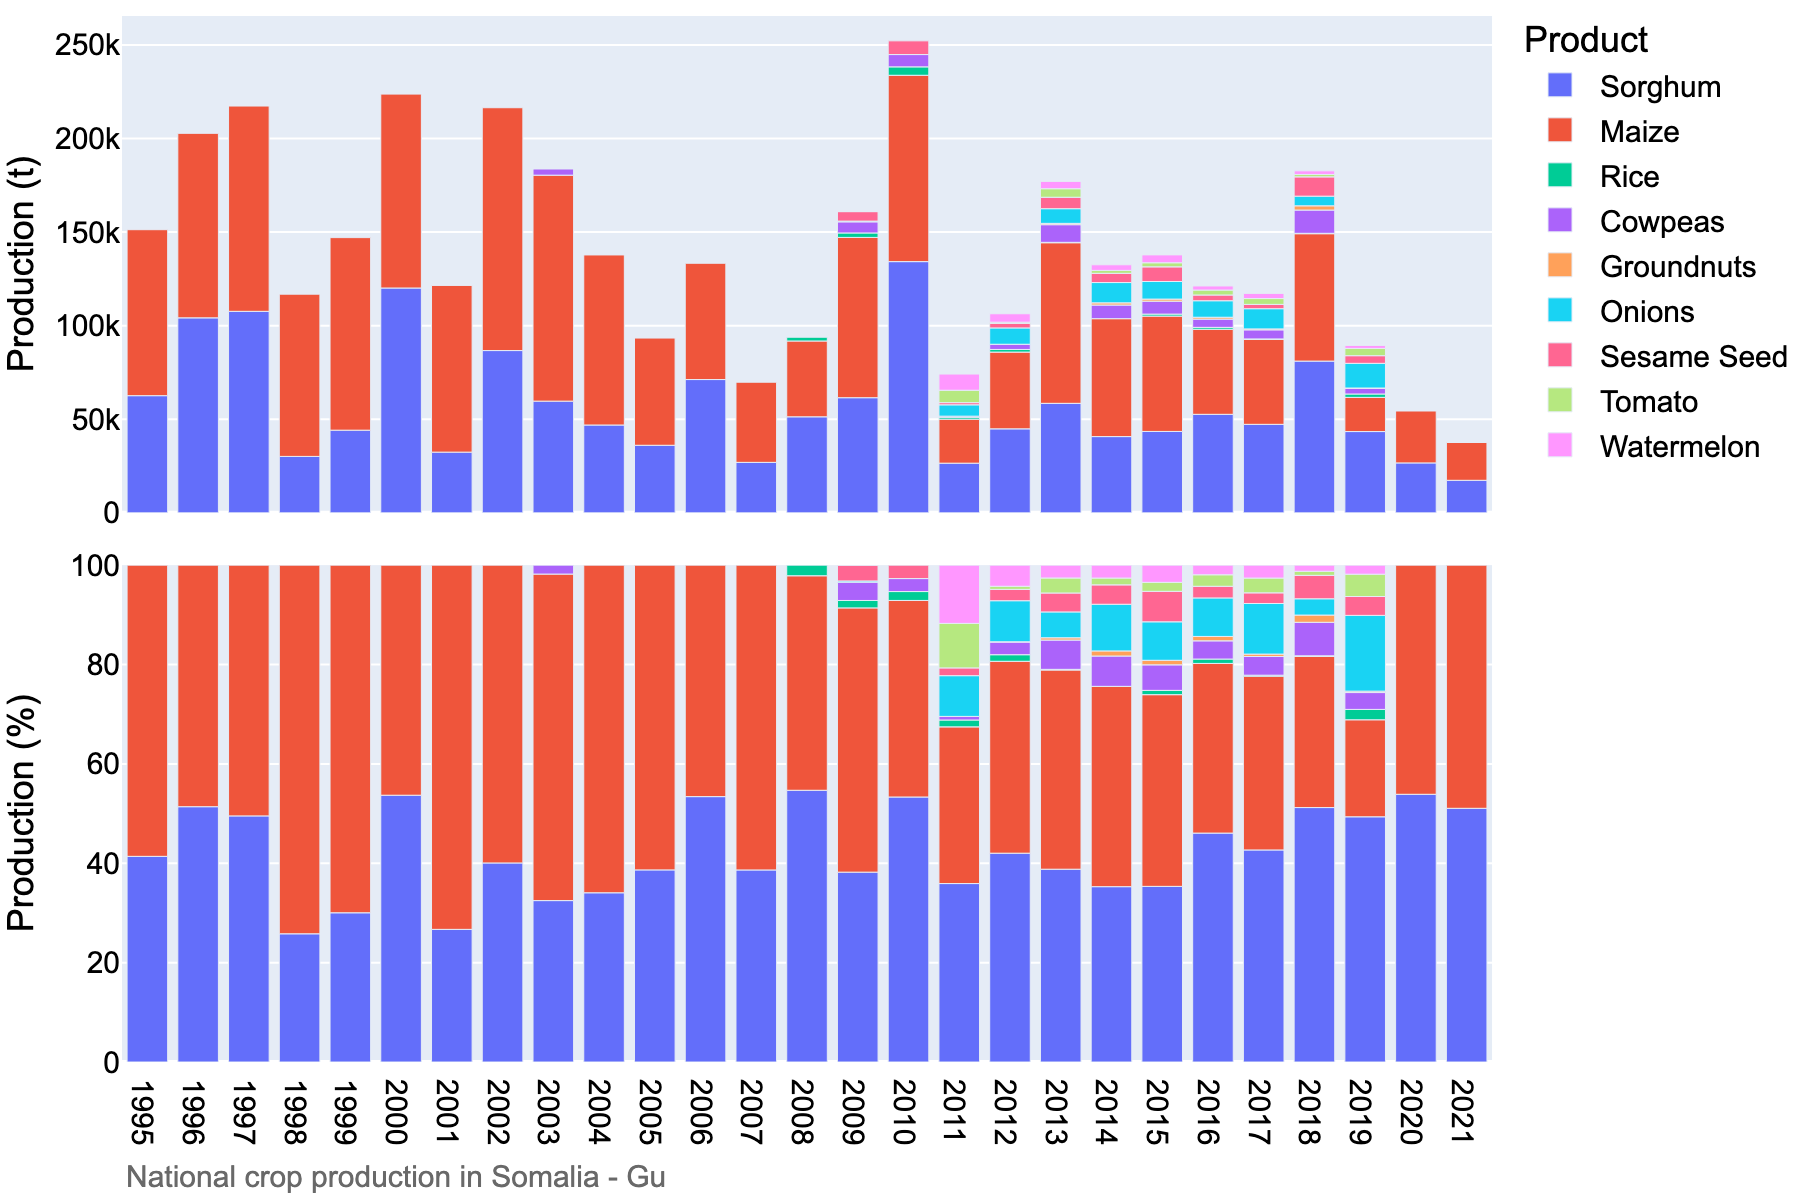 Production (t)
250k
200k
150k
100k
50k
0
Product
Sorghum
Maize
Rice
Cowpeas
Groundnuts
Onions
Sesame Seed
Tomato
Watermelon
Production (%)
100
80
60
40
20
0
1995 1996 1997 1998 1999 2000 2001 2002 2003 2004 2005 2006 2007 2008 2009 2010 2011 2012 2013 2014 2015 2016 2017 2018 2019 2020 2021
National crop production in Somalia - Gu